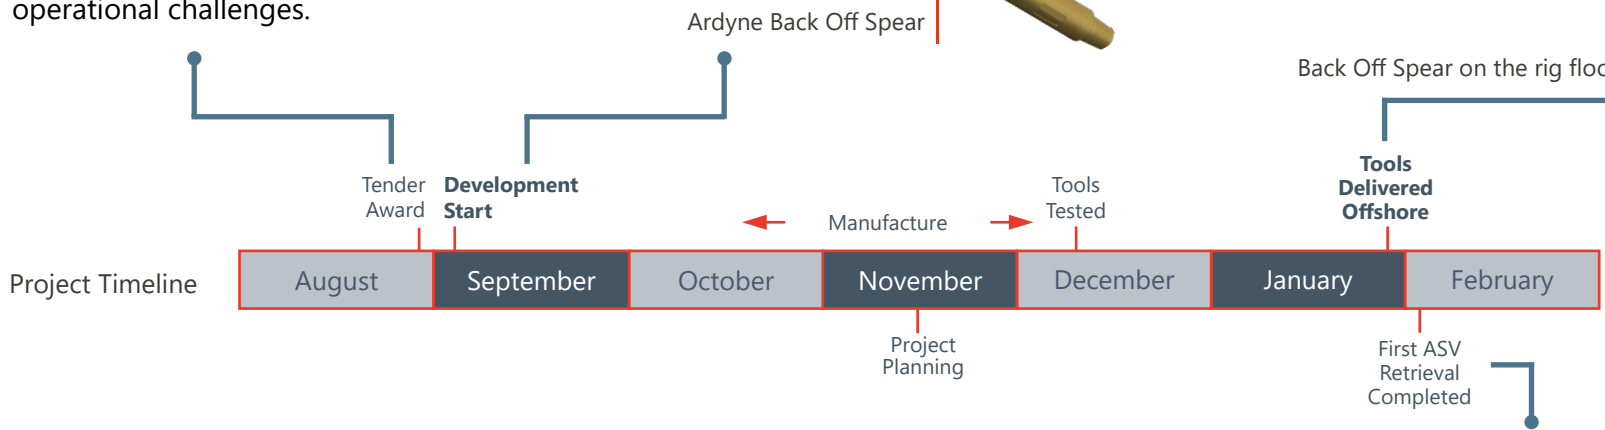 operational challenges.
Ardyne Back Off Spear
Back Off Spear on the rig
Tender
Award
Development
Start
Manufacture
Tools
Tested
Tools
Delivered
Offshore
Project Timeline
August
September
October
November
December
January
February
Project
Planning
First ASV
Retrieval
Completed